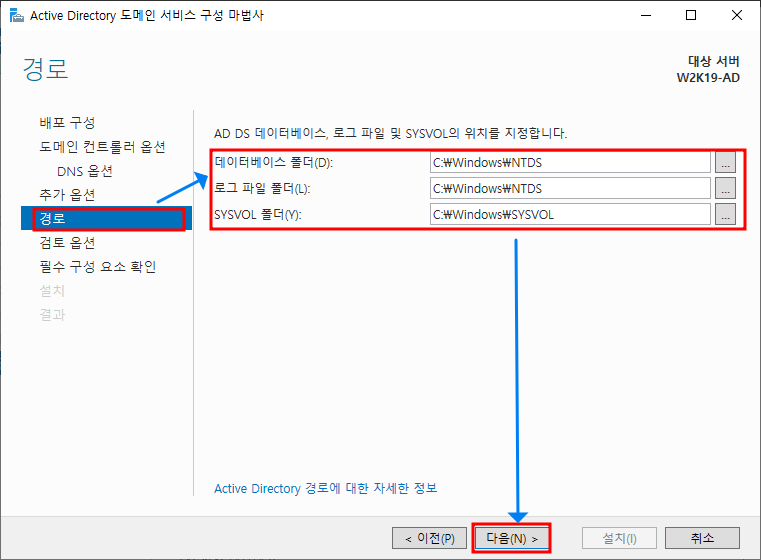 Active Directory 도메인 서비스 구성 마법사
경로
대상 서버
W2K19-AD
배포 구성
도메인 컨트롤러 옵션
DNS 옵션
추가 옵션
경로
검토 옵션
필수 구성 요소 확인
설치
결과
AD DS 데이터베이스, 로그 파일 및 SYSVOL의 위치를 지정합니다.
데이터베이스 폴더(D): C:₩Windows₩NTDS ...
로그 파일 폴더(L): C:₩Windows₩NTDS ...
SYSVOL 폴더(Y): C:₩Windows₩SYSVOL ...
Active Directory 경로에 대한 자세한 정보
< 이전(P) 다음(N) > 설치(I) 취소